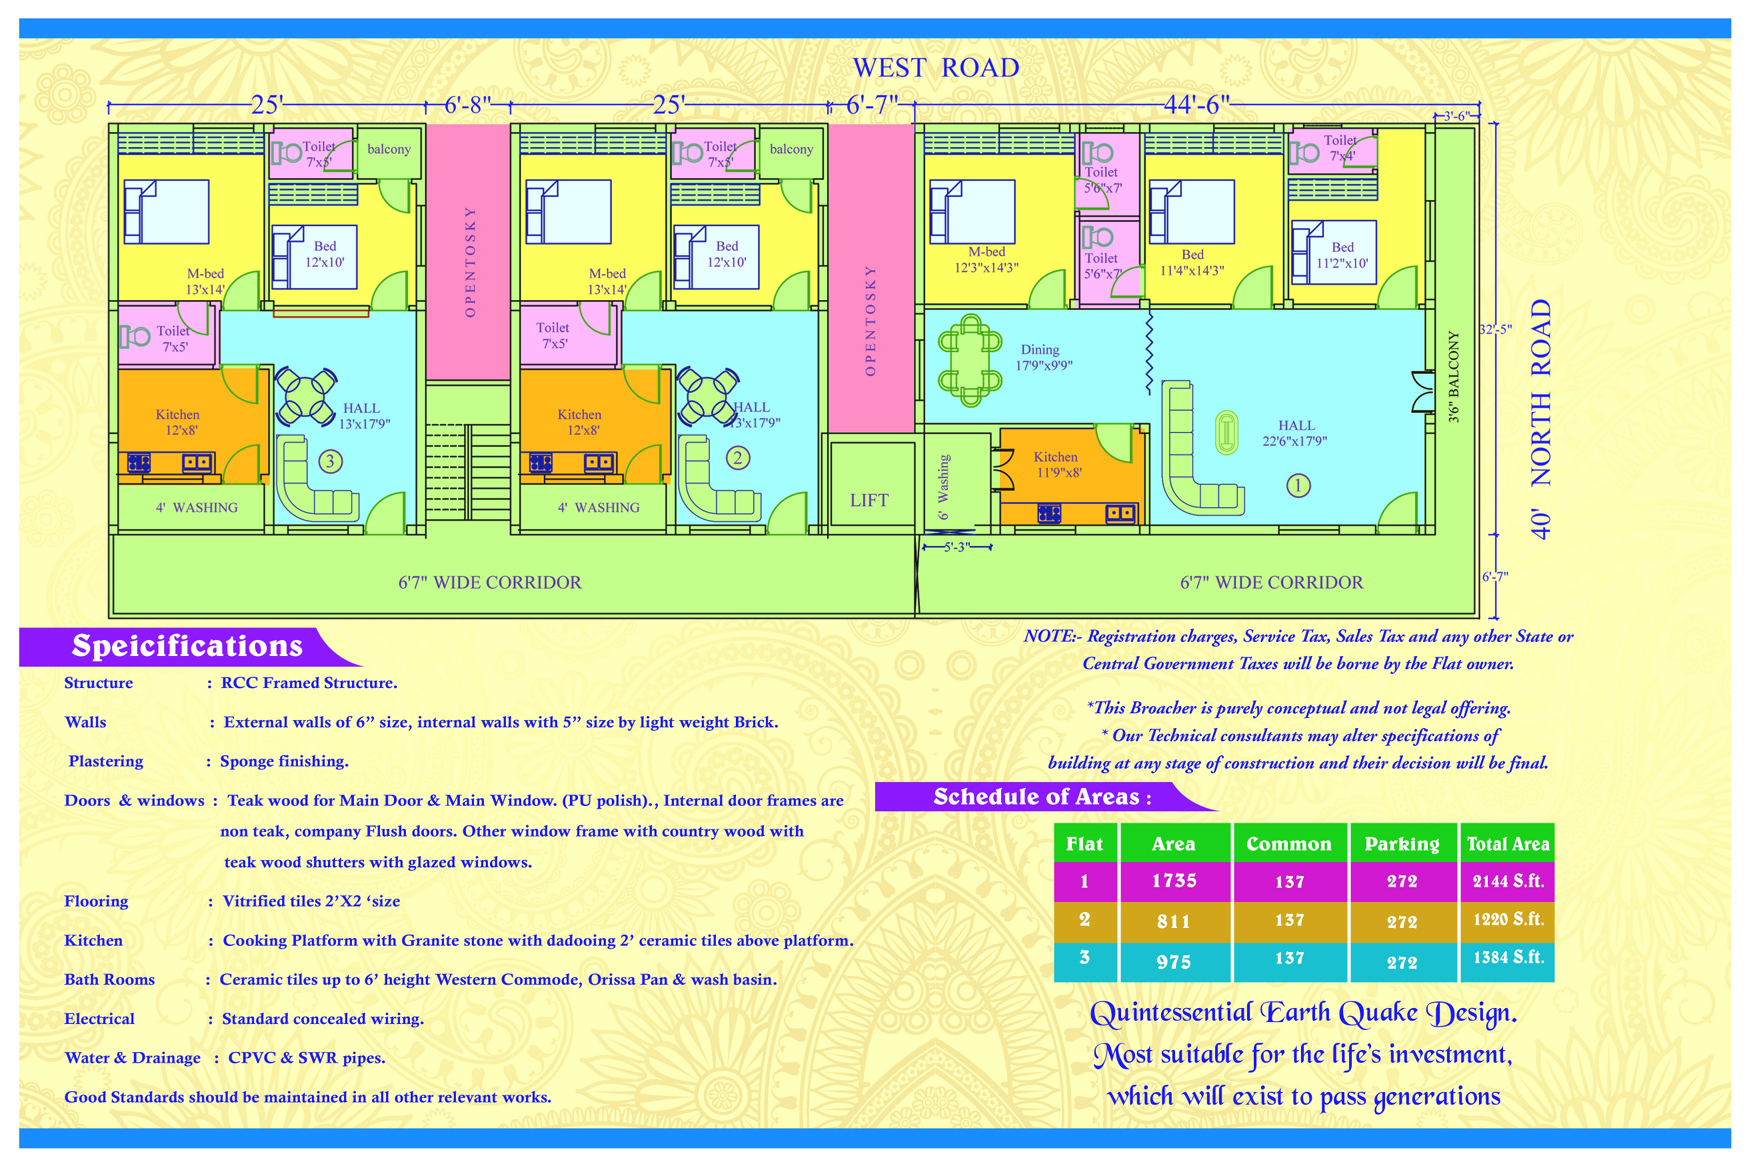 WEST ROAD
25' 6'-8" 25' 6'-7" 44'-6"
3'-6"
Toilet
7'x5'
balcony
Toilet
7'x5'
balcony
Toilet
5'6"x7'
Toilet
7'x4'
M-bed
13'x14'
Bed
12'x10'
OPENTOSKY
M-bed
13'x14'
Bed
12'x10'
OPENTOSKY
M-bed
12'3"x14'3"
Toilet
5'6"x7'
Bed
11'4"x14'3"
Bed
11'2"x10'
Toilet
7'x5'
Toilet
7'x5'
Dining
17'9"x9'9"
32'-5"
40' NORTH ROAD
3'6" BALCONY
Kitchen
12'x8'
HALL
13'x17'9"
3
Kitchen
12'x8'
HALL
13'x17'9"
2
LIFT
6' Washing
Kitchen
11'9"x8'
HALL
22'6"x17'9"
1
4' WASHING
4' WASHING
5'-3"
6'7" WIDE CORRIDOR
6'7" WIDE CORRIDOR
6'-7"
Speicifications
Structure : RCC Framed Structure.
Walls : External walls of 6” size, internal walls with 5” size by light weight Brick.
Plastering : Sponge finishing.
Doors & windows : Teak wood for Main Door & Main Window. (PU polish)., Internal door frames are
non teak, company Flush doors. Other window frame with country wood with
teak wood shutters with glazed windows.
Flooring : Vitrified tiles 2’X2 ‘size
Kitchen : Cooking Platform with Granite stone with dadooing 2’ ceramic tiles above platform.
Bath Rooms : Ceramic tiles up to 6’ height Western Commode, Orissa Pan & wash basin.
Electrical : Standard concealed wiring.
Water & Drainage : CPVC & SWR pipes.
Good Standards should be maintained in all other relevant works.
NOTE:- Registration charges, Service Tax, Sales Tax and any other State or
Central Government Taxes will be borne by the Flat owner.
*This Broacher is purely conceptual and not legal offering.
* Our Technical consultants may alter specifications of
building at any stage of construction and their decision will be final.
Schedule of Areas :
Flat Area Common Parking Total Area
1 1735 137 272 2144 S.ft.
2 811 137 272 1220 S.ft.
3 975 137 272 1384 S.ft.
Quintessential Earth Quake Design.
Most suitable for the life's investment,
which will exist to pass generations